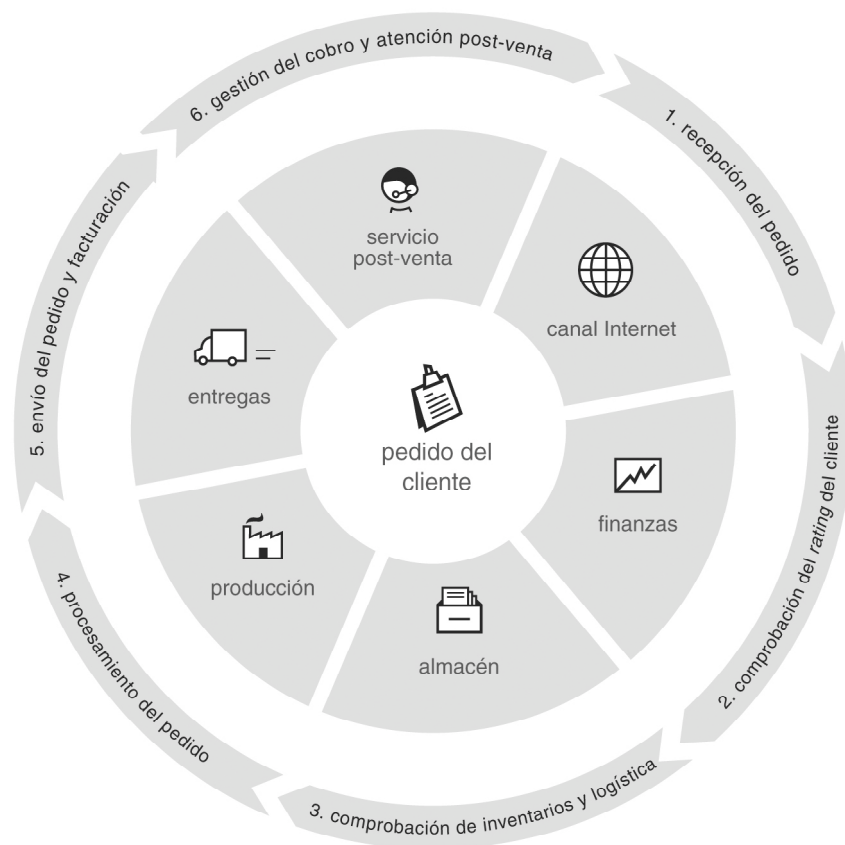 1. recepción del pedido
2. comprobación del rating del cliente
3. comprobación de inventarios y logística
4. procesamiento del pedido
5. envío del pedido y facturación
6. gestión del cobro y atención post-venta
servicio
post-venta
canal Internet
finanzas
almacén
producción
entregas
pedido del
cliente